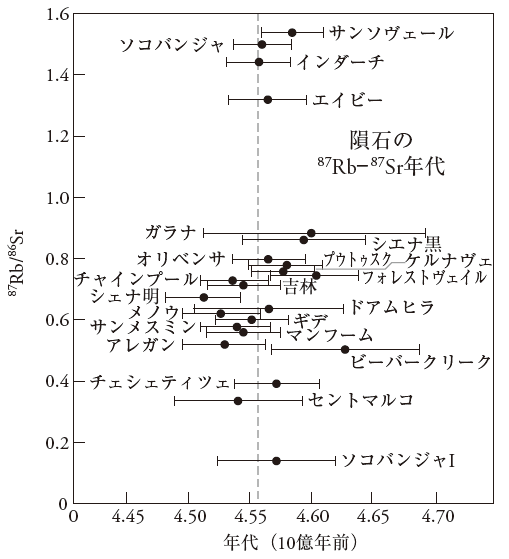 1.6
サンソヴェール
ソコバンジャ
インダーチ
1.4
エイビー
隕石の
⁸⁷Rb−⁸⁷Sr年代
1.2
1.0
ガラナ
シエナ黒
オリベンサ
プウトゥスク
ケルナヴェ
0.8
チャインプール
吉林
フォレストヴェイル
シェナ明
メノウ
ドアムヒラ
ギデ
0.6
サンメスミン
マンフーム
アレガン
ビーバークリーク
チェシェティツェ
0.4
セントマルコ
0.2
ソコバンジャI
0
⁸⁷Rb/⁸⁶Sr
0 4.45 4.50 4.55 4.60 4.65 4.70
年代（10億年前）